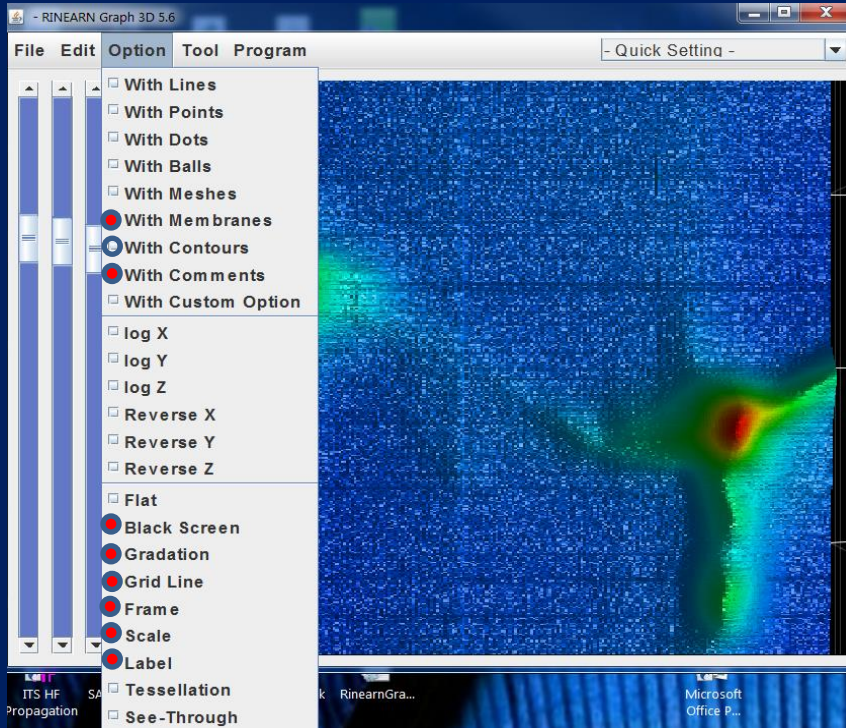 - RINEARN Graph 3D 5.6
File Edit Option Tool Program
- Quick Setting -
With Lines
With Points
With Dots
With Balls
With Meshes
With Membranes
With Contours
With Comments
With Custom Option
log X
log Y
log Z
Reverse X
Reverse Y
Reverse Z
Flat
Black Screen
Gradation
Grid Line
Frame
Scale
Label
Tessellation
See-Through
ITS HF
Propagation
RinearnGra...
Microsoft
Office P...